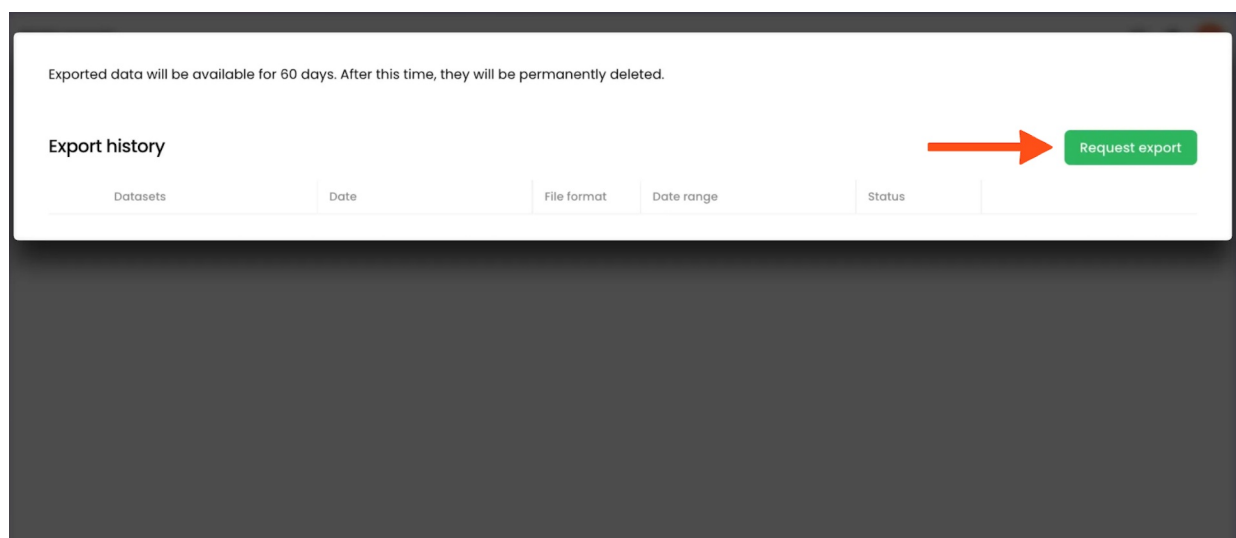 Exported data will be available for 60 days. After this time, they will be permanently deleted.
Export history
Request export
Datasets Date File format Date range Status